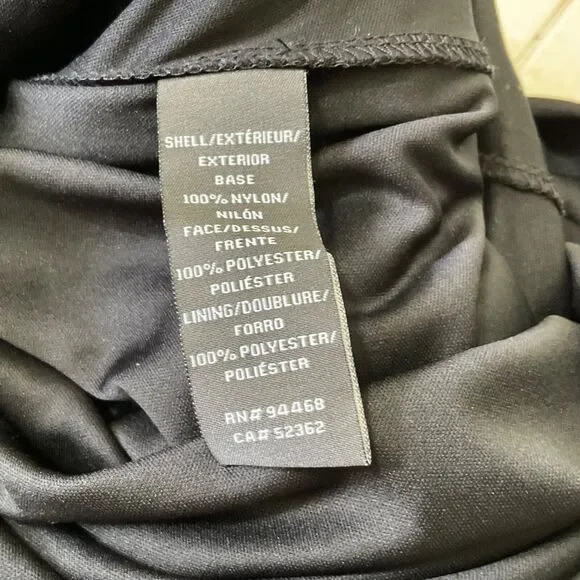 SHELL/EXTÉRIEUR/
EXTERIOR
BASE
100% NYLON/
NILÓN
FACE/DESSUS/
FRENTE
100% POLYESTER/
POLIÉSTER
LINING/DOUBLURE/
FORRO
100% POLYESTER/
POLIÉSTER
RN# 94468
CA# 52362